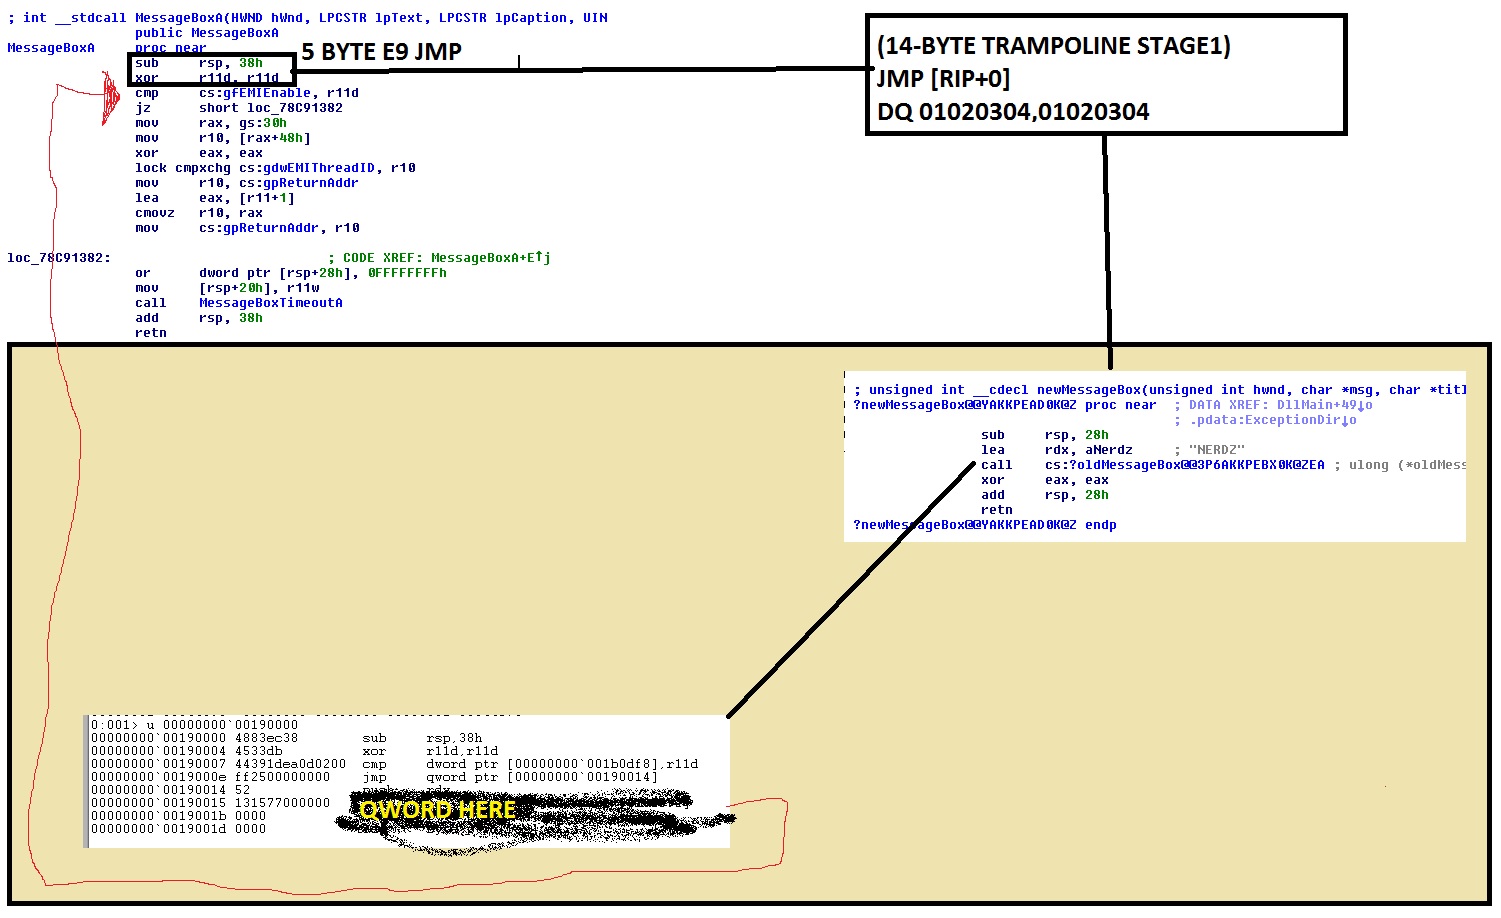 ; int __stdcall MessageBoxA(HWND hWnd, LPCSTR lpText, LPCSTR lpCaption, UIN
public MessageBoxA
MessageBoxA proc near
sub rsp, 38h
xor r11d, r11d
cmp cs:gfEMIEnable, r11d
jz short loc_78C91382
mov rax, gs:30h
mov r10, [rax+48h]
xor eax, eax
lock cmpxchg cs:gdwEMIThreadID, r10
mov r10, cs:gpReturnAddr
lea eax, [r11+1]
cmovz r10, rax
mov cs:gpReturnAddr, r10
loc_78C91382: ; CODE XREF: MessageBoxA+E↑j
or dword ptr [rsp+28h], 0FFFFFFFFh
mov [rsp+20h], r11w
call MessageBoxTimeoutA
add rsp, 38h
retn
5 BYTE E9 JMP
(14-BYTE TRAMPOLINE STAGE1)
JMP [RIP+0]
DQ 01020304,01020304
; unsigned int __cdecl newMessageBox(unsigned int hwnd, char *msg, char *titl
?newMessageBox@@YAKKPEAD0K@Z proc near ; DATA XREF: DllMain+49↓o
; .pdata:ExceptionDir↓o
sub rsp, 28h
lea rdx, aNerdz ; "NERDZ"
call cs:?oldMessageBox@@3P6AKKPEBX0K@ZEA ; ulong (*oldMess
xor eax, eax
add rsp, 28h
retn
?newMessageBox@@YAKKPEAD0K@Z endp
0:001> u 00000000`00190000
00000000`00190000 4883ec38 sub rsp,38h
00000000`00190004 4533db xor r11d,r11d
00000000`00190007 44391dea0d0200 cmp dword ptr [00000000`001b0df8],r11d
00000000`0019000e ff2500000000 jmp qword ptr [00000000`00190014]
00000000`00190014 52
00000000`00190015 131577000000
00000000`0019001b 0000
00000000`0019001d 0000
QWORD HERE